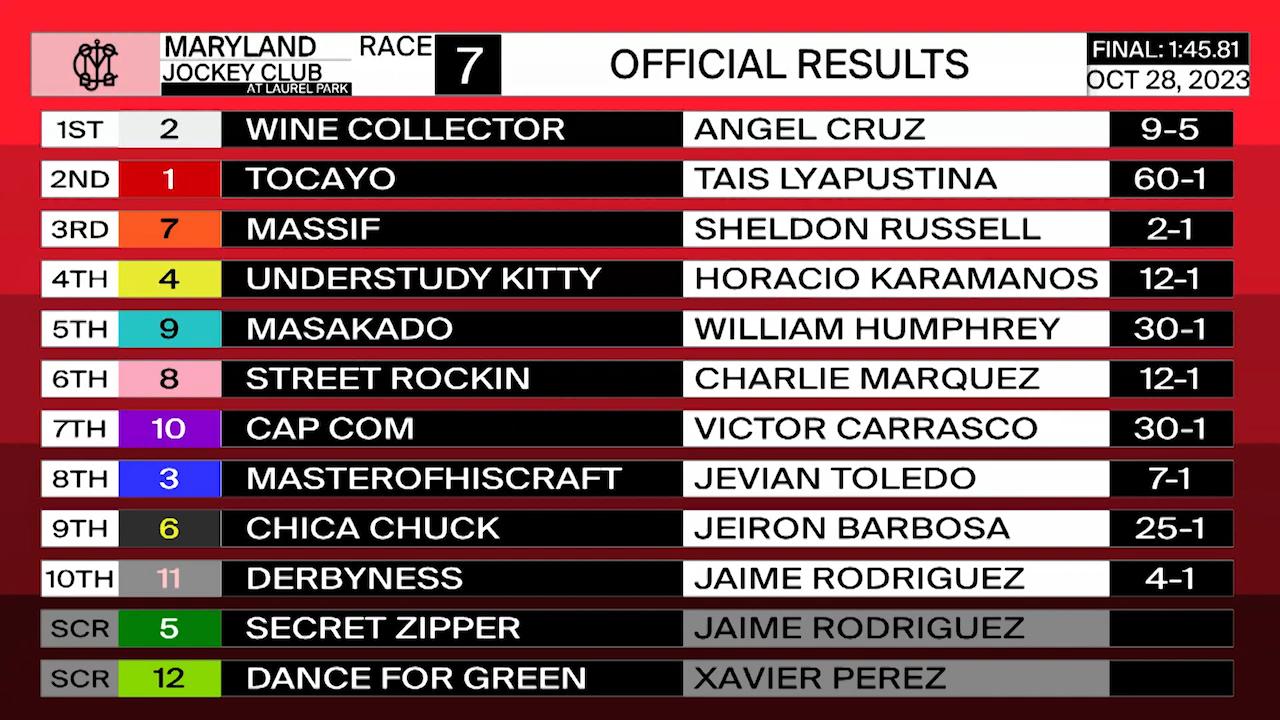 MARYLAND
JOCKEY CLUB
AT LAUREL PARK
RACE 7
OFFICIAL RESULTS
FINAL: 1:45.81
OCT 28, 2023
1ST 2 WINE COLLECTOR ANGEL CRUZ 9-5
2ND 1 TOCAYO TAIS LYAPUSTINA 60-1
3RD 7 MASSIF SHELDON RUSSELL 2-1
4TH 4 UNDERSTUDY KITTY HORACIO KARAMANOS 12-1
5TH 9 MASAKADO WILLIAM HUMPHREY 30-1
6TH 8 STREET ROCKIN CHARLIE MARQUEZ 12-1
7TH 10 CAP COM VICTOR CARRASCO 30-1
8TH 3 MASTEROFHISCRAFT JEVIAN TOLEDO 7-1
9TH 6 CHICA CHUCK JEIRON BARBOSA 25-1
10TH 11 DERBYNESS JAIME RODRIGUEZ 4-1
SCR 5 SECRET ZIPPER JAIME RODRIGUEZ
SCR 12 DANCE FOR GREEN XAVIER PEREZ